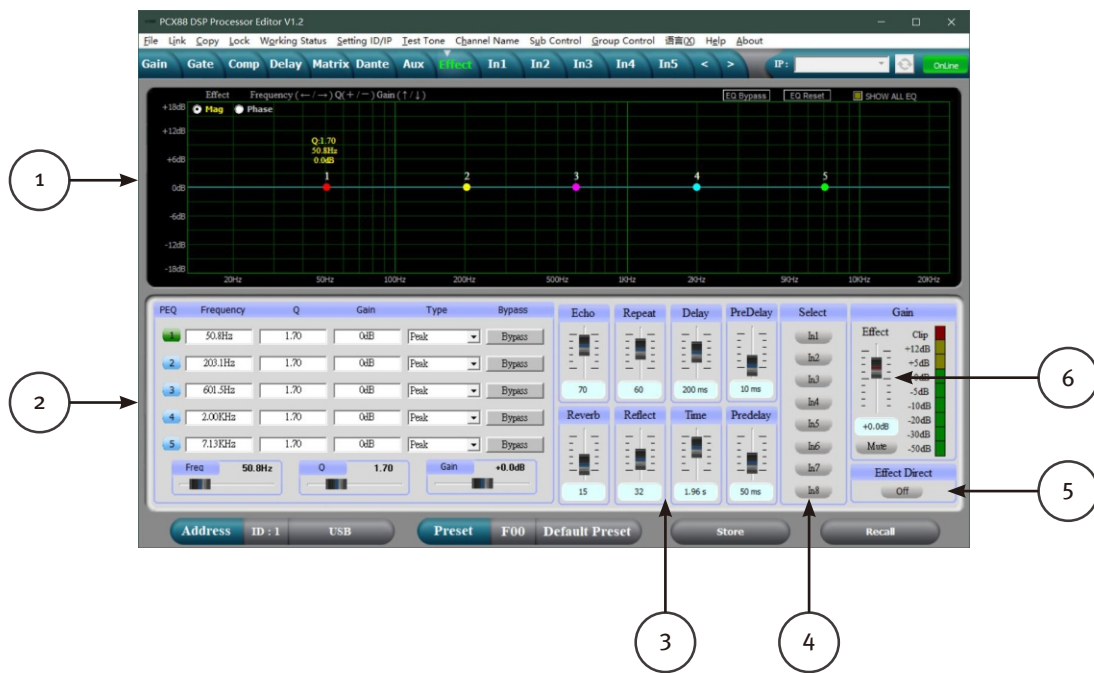 PCX88 DSP Processor Editor V1.2
File Link Copy Lock Working Status Setting ID/IP Test Tone Channel Name Sub Control Group Control 语言(X) Help About
Gain Gate Comp Delay Matrix Dante Aux Effect In1 In2 In3 In4 In5 < > IP: OnLine
Effect Frequency(←/→)Q(+/−)Gain(↑/↓) EQ Bypass EQ Reset SHOW ALL EQ
+18dB Mag Phase
+12dB
Q:1.70
50.8Hz
+6dB 0.0dB
1 2 3 4 5
0dB
-6dB
-12dB
-18dB
20Hz 50Hz 100Hz 200Hz 500Hz 1KHz 2KHz 5KHz 10KHz 20KHz
PEQ Frequency Q Gain Type Bypass
1 50.8Hz 1.70 0dB Peak Bypass
2 203.1Hz 1.70 0dB Peak Bypass
3 601.5Hz 1.70 0dB Peak Bypass
4 2.00KHz 1.70 0dB Peak Bypass
5 7.13KHz 1.70 0dB Peak Bypass
Freq 50.8Hz Q 1.70 Gain +0.0dB
Echo Repeat Delay PreDelay
70 60 200 ms 10 ms
Reverb Reflect Time Predelay
15 32 1.96 s 50 ms
Select
In1
In2
In3
In4
In5
In6
In7
In8
Gain
Effect Clip
+12dB
+5dB
-5dB
-10dB
-20dB
-30dB
-50dB
+0.0dB
Mute
Effect Direct
Off
Address ID : 1 USB Preset F00 Default Preset Store Recall
1
2
3
4
5
6